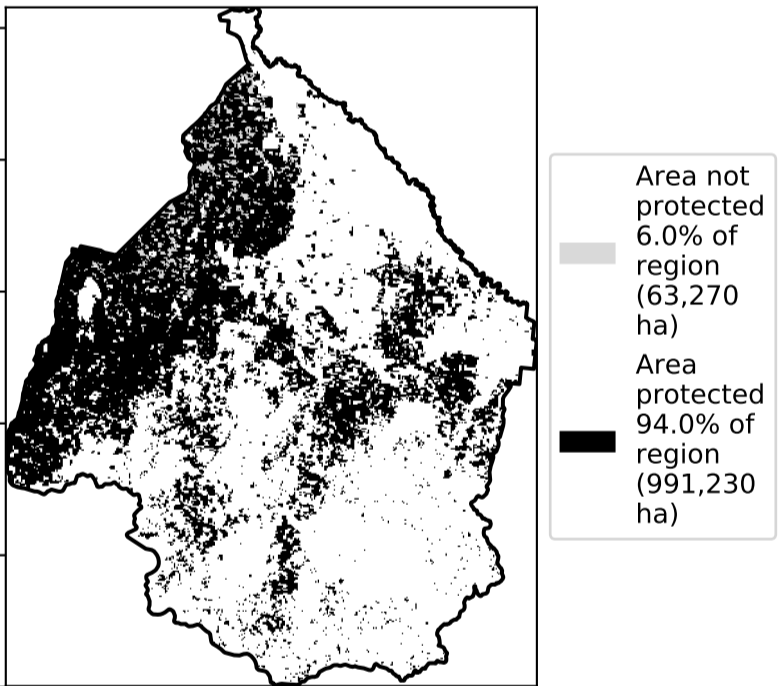 Area not
protected
6.0% of
region
(63,270
ha)
Area
protected
94.0% of
region
(991,230
ha)